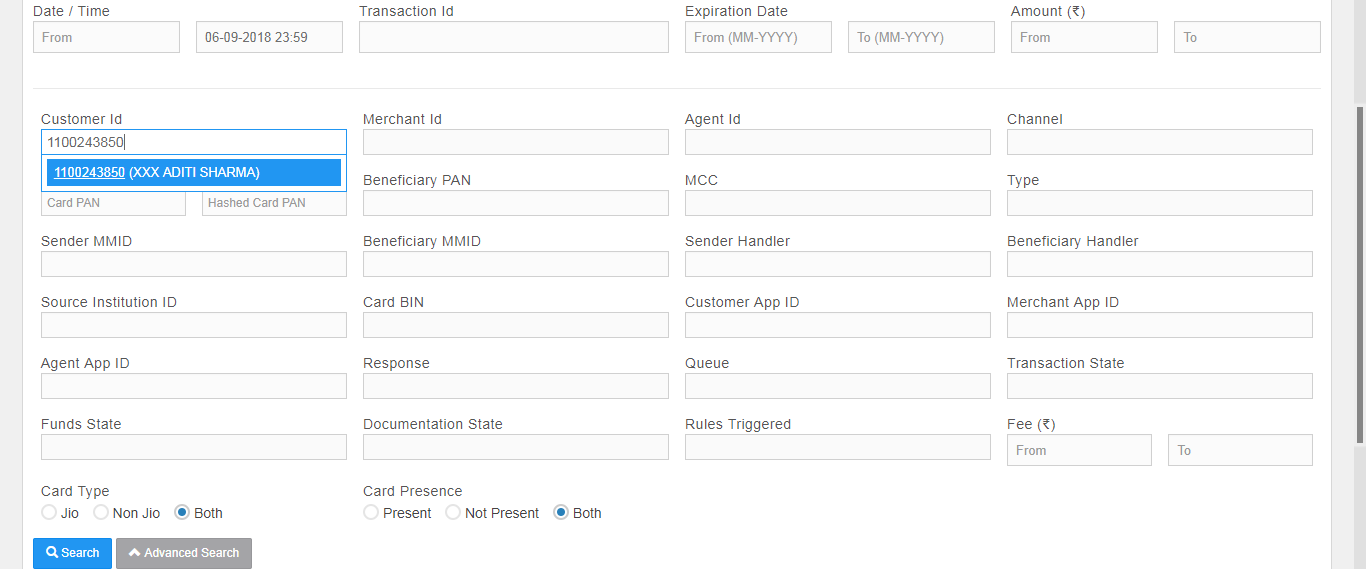 Date / Time Transaction Id Expiration Date Amount (₹)
From 06-09-2018 23:59 From (MM-YYYY) To (MM-YYYY) From To
Customer Id Merchant Id Agent Id Channel
1100243850
1100243850 (XXX ADITI SHARMA)
Beneficiary PAN MCC Type
Card PAN Hashed Card PAN
Sender MMID Beneficiary MMID Sender Handler Beneficiary Handler
Source Institution ID Card BIN Customer App ID Merchant App ID
Agent App ID Response Queue Transaction State
Funds State Documentation State Rules Triggered Fee (₹)
From To
Card Type Card Presence
Jio Non Jio Both Present Not Present Both
Search Advanced Search